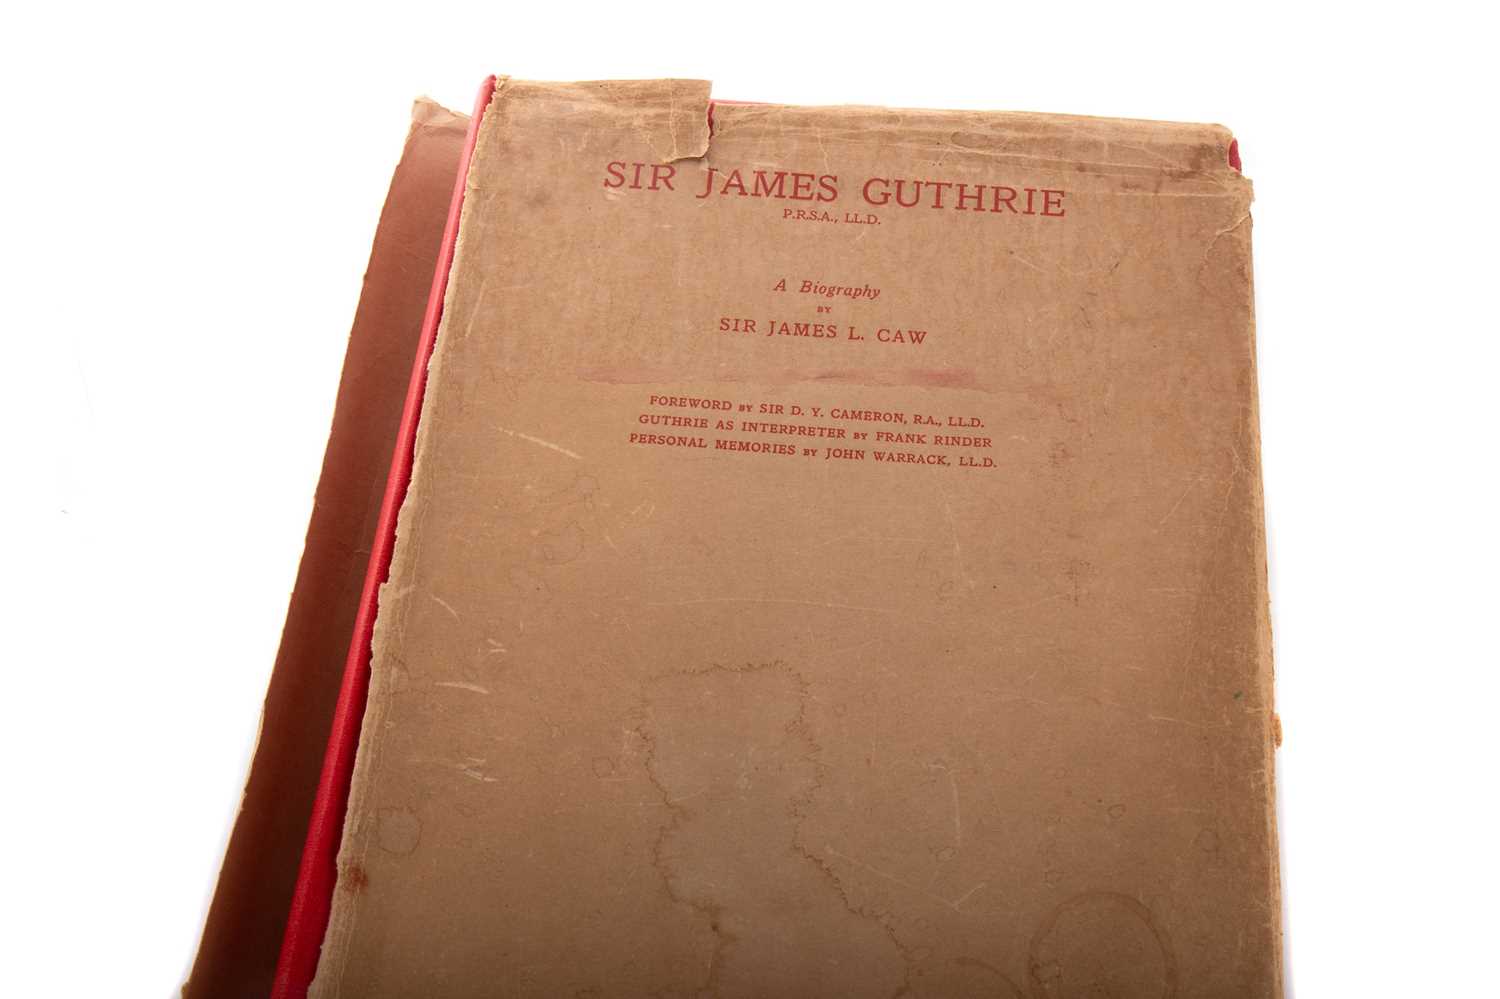 SIR JAMES GUTHRIE
P.R.S.A., LL.D.
A Biography
BY
SIR JAMES L. CAW
FOREWORD BY SIR D. Y. CAMERON, R.A., LL.D.
GUTHRIE AS INTERPRETER BY FRANK RINDER
PERSONAL MEMORIES BY JOHN WARRACK, LL.D.